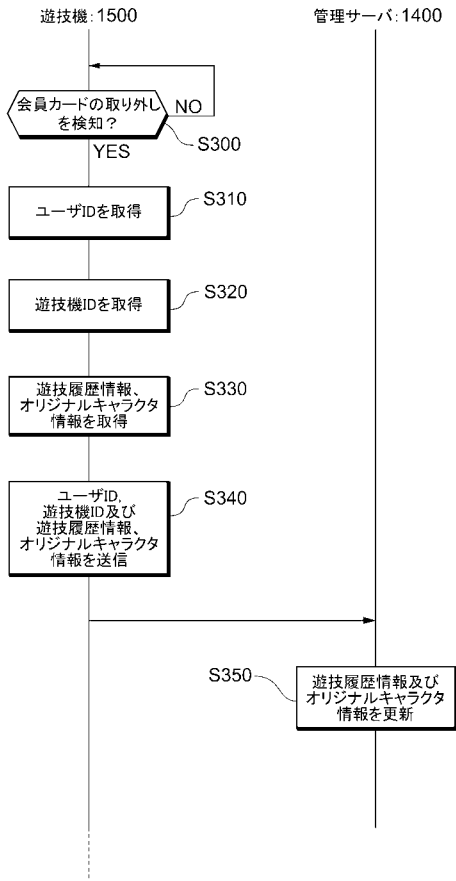 遊技機:1500
管理サーバ:1400
会員カードの取り外し
を検知?
NO
S300
YES
S310
ユーザIDを取得
S320
遊技機IDを取得
S330
遊技履歴情報、
オリジナルキャラクタ
情報を取得
S340
ユーザID,
遊技機ID及び
遊技履歴情報、
オリジナルキャラクタ
情報を送信
S350
遊技履歴情報及び
オリジナルキャラクタ
情報を更新